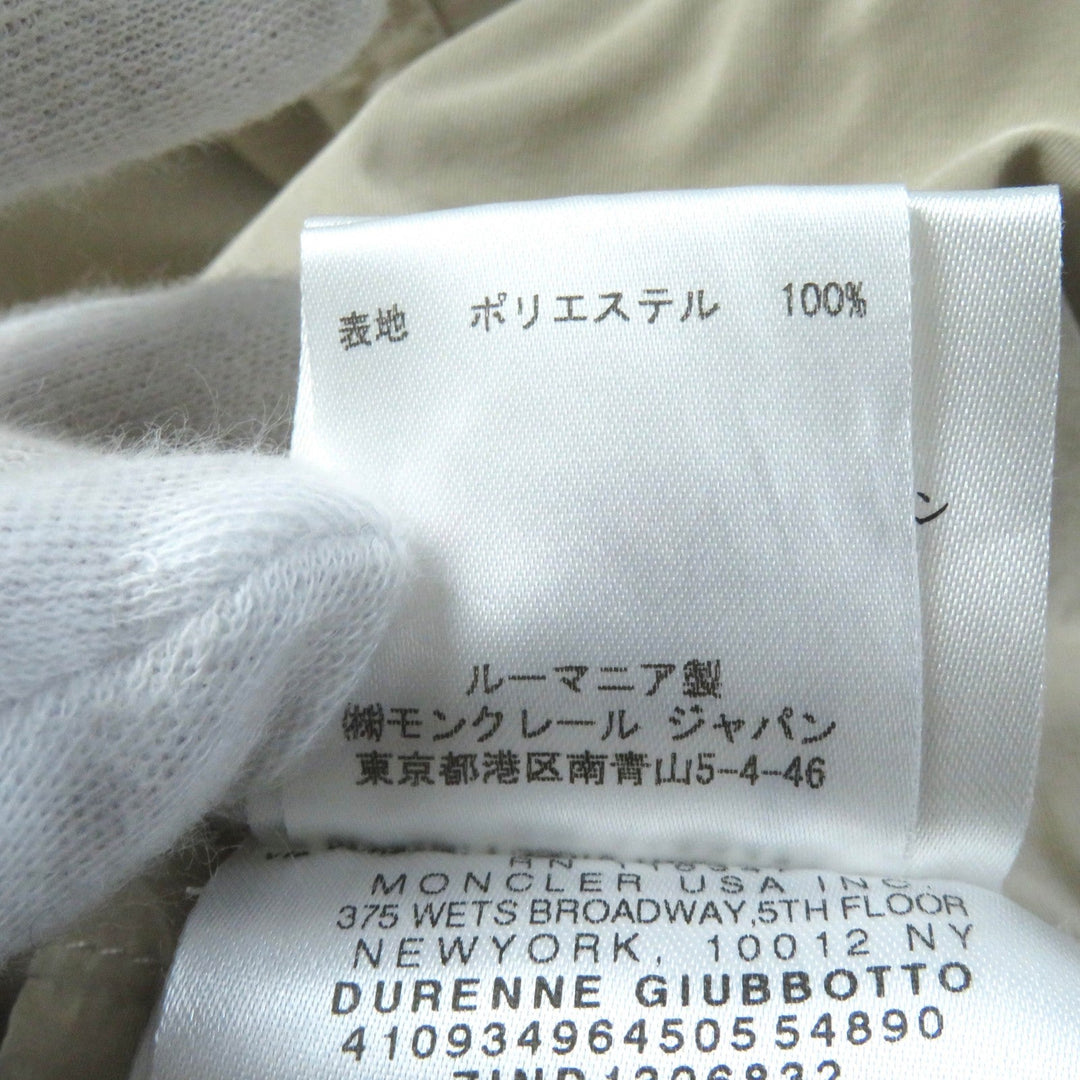 表地 ポリエステル 100%
ン
ルーマニア製
㈱モンクレール ジャパン
東京都港区南青山5-4-46
MONCLER USA INC.
375 WETS BROADWAY,5TH FLOOR
NEWYORK, 10012 NY
DURENNE GIUBBOTTO
410934964505 54890